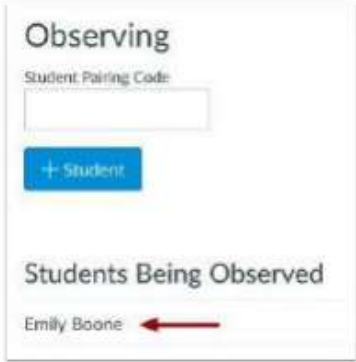 Observing
Student Pairing Code
+ Student
Students Being Observed
Emily Boone